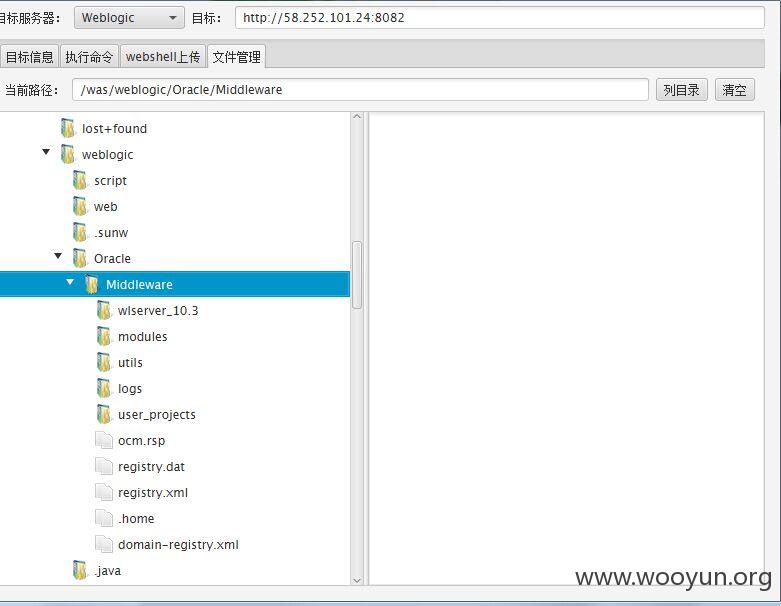 目标服务器： Weblogic 目标： http://58.252.101.24:8082
目标信息 执行命令 webshell上传 文件管理
当前路径： /was/weblogic/Oracle/Middleware 列目录 清空
lost+found
weblogic
script
web
.sunw
Oracle
Middleware
wlserver_10.3
modules
utils
logs
user_projects
ocm.rsp
registry.dat
registry.xml
.home
domain-registry.xml
.java
www.wooyun.org